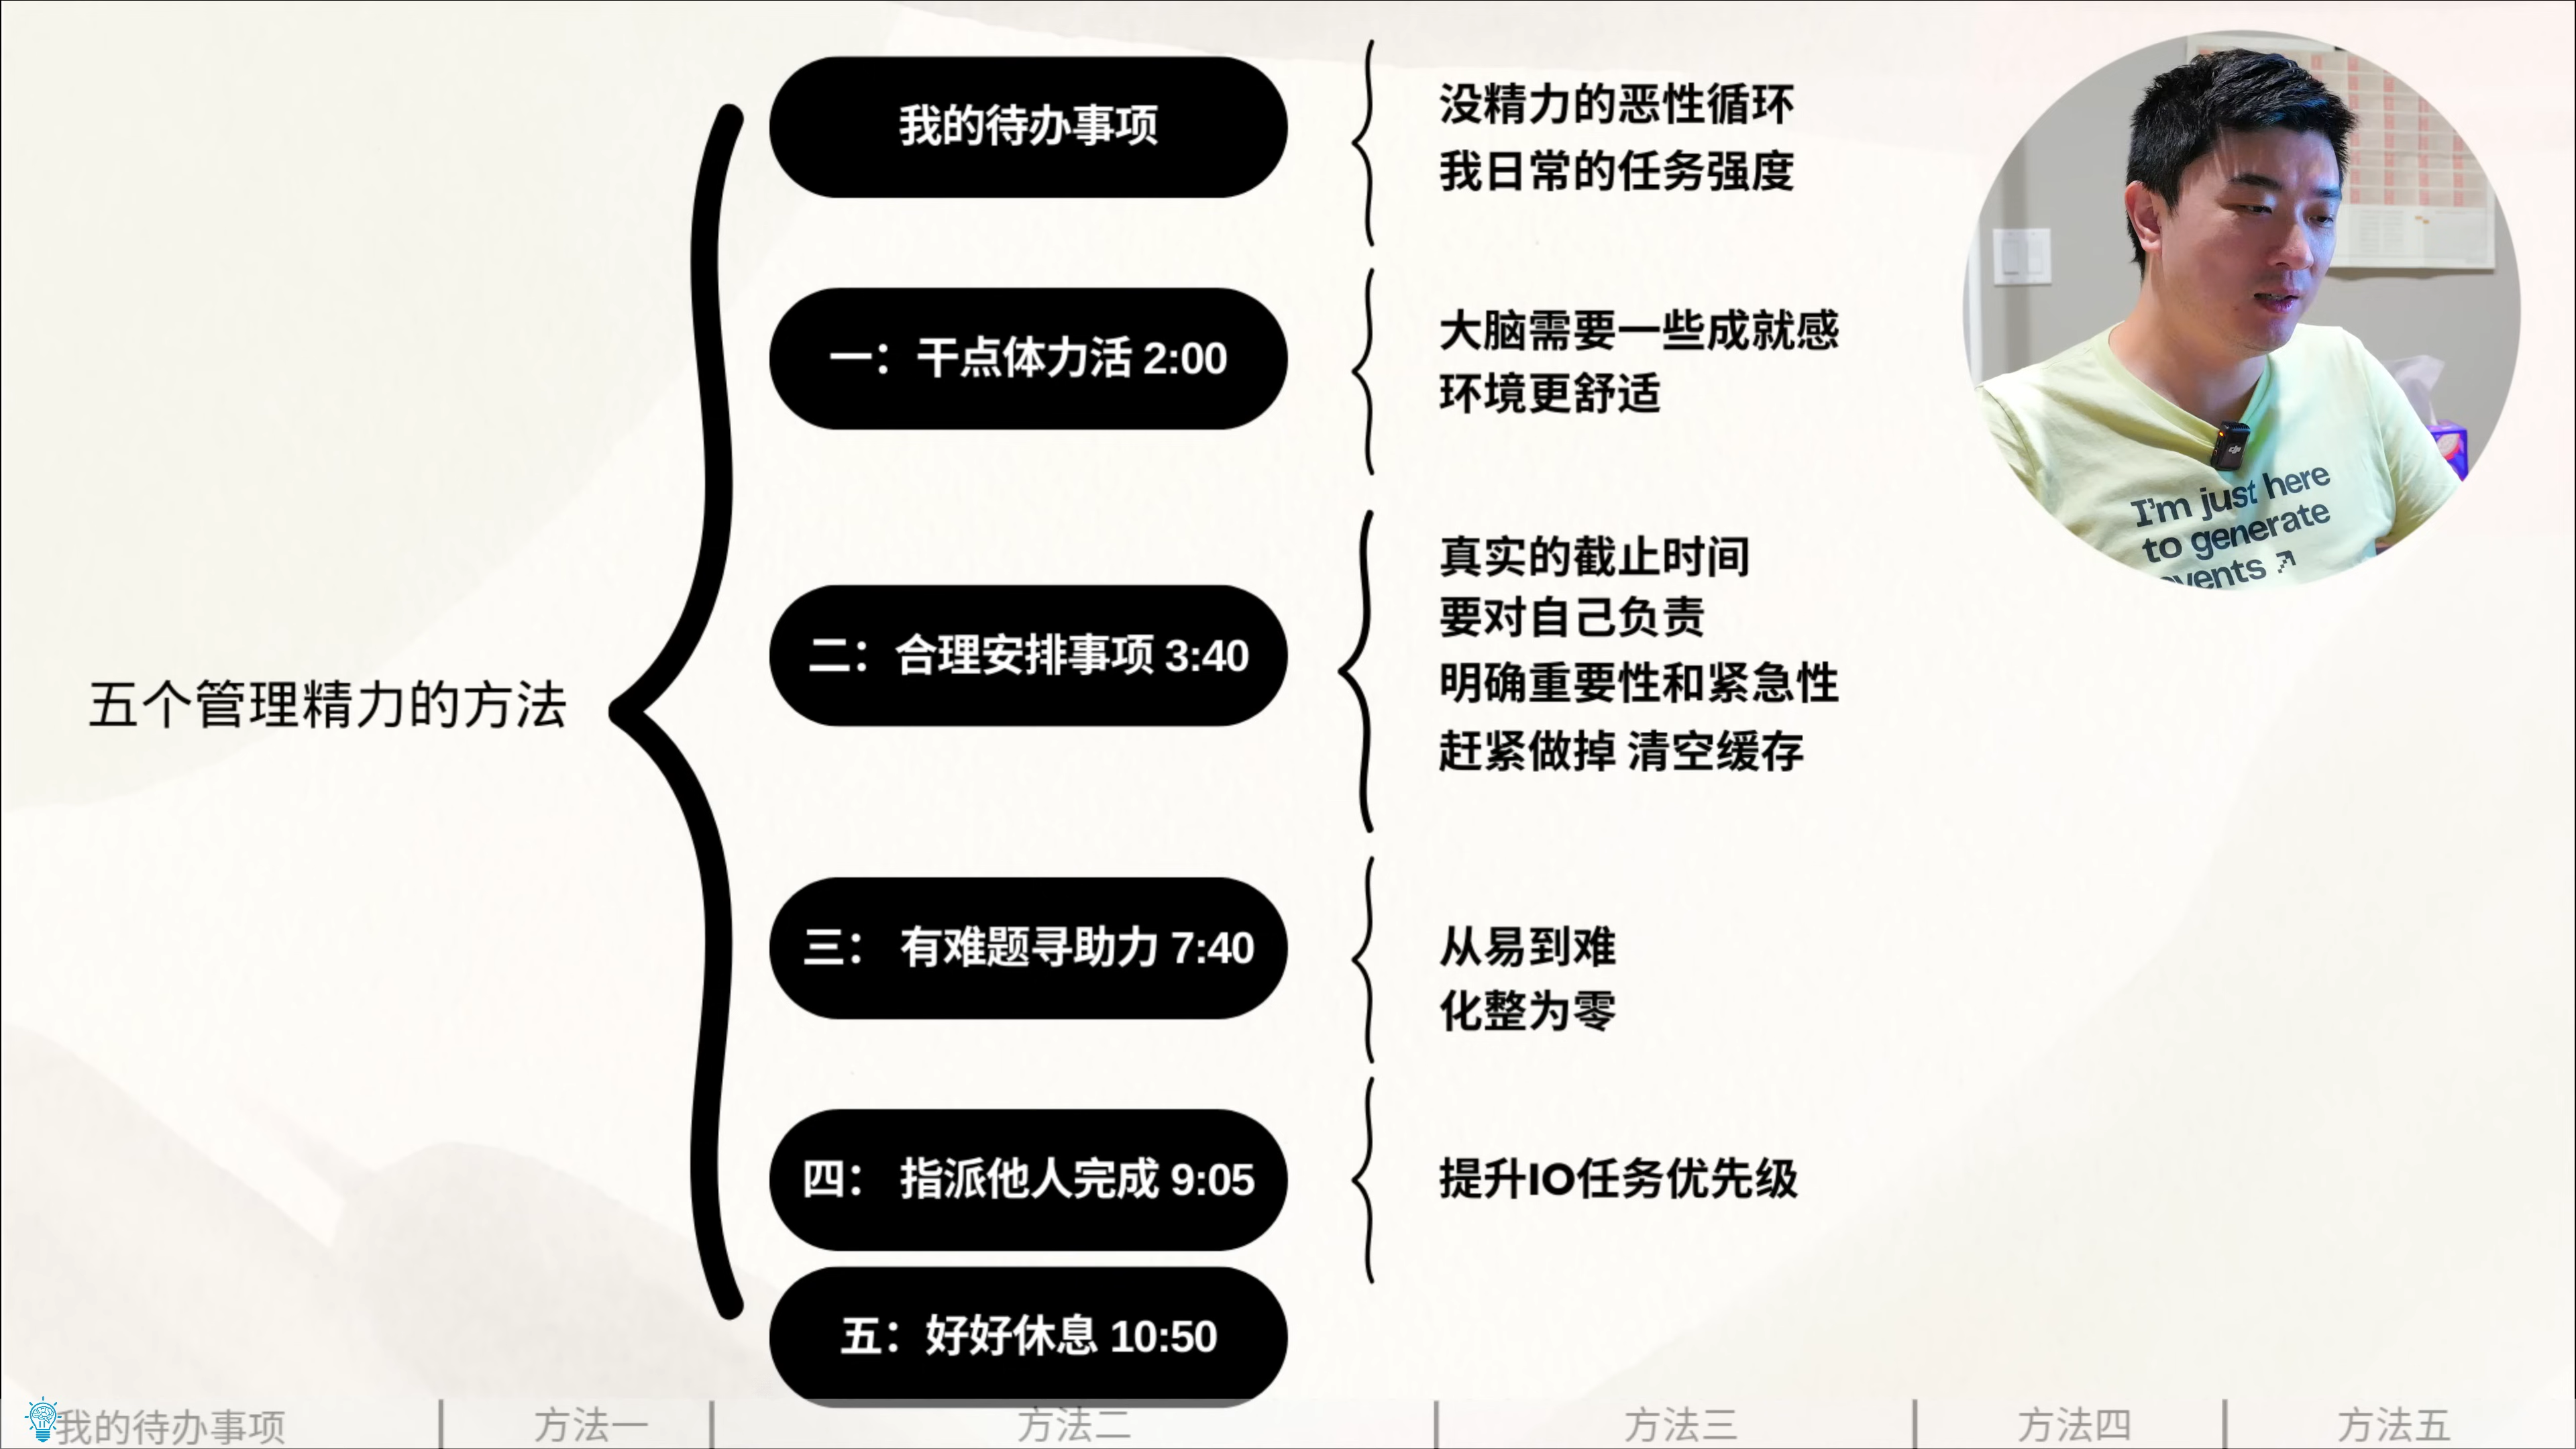 五个管理精力的方法
我的待办事项
没精力的恶性循环
我日常的任务强度
一：干点体力活 2:00
大脑需要一些成就感
环境更舒适
二：合理安排事项 3:40
真实的截止时间
要对自己负责
明确重要性和紧急性
赶紧做掉 清空缓存
三： 有难题寻助力 7:40
从易到难
化整为零
四： 指派他人完成 9:05
提升IO任务优先级
五：好好休息 10:50
I'm just here
to generate
events ↗
dji
我的待办事项
方法一
方法二
方法三
方法四
方法五